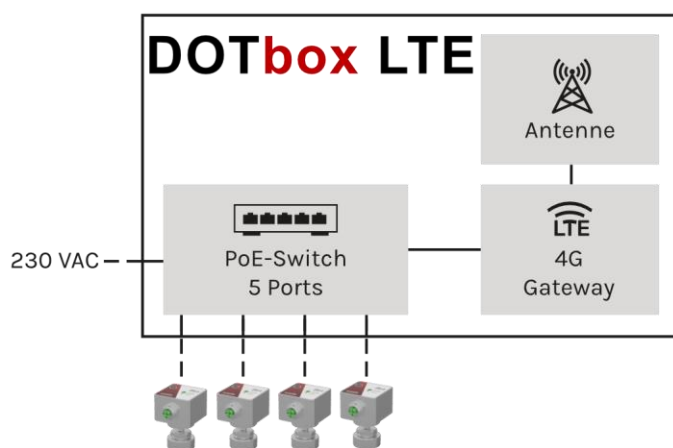 DOTbox LTE
Antenne
230 VAC
PoE-Switch
5 Ports
LTE
4G
Gateway